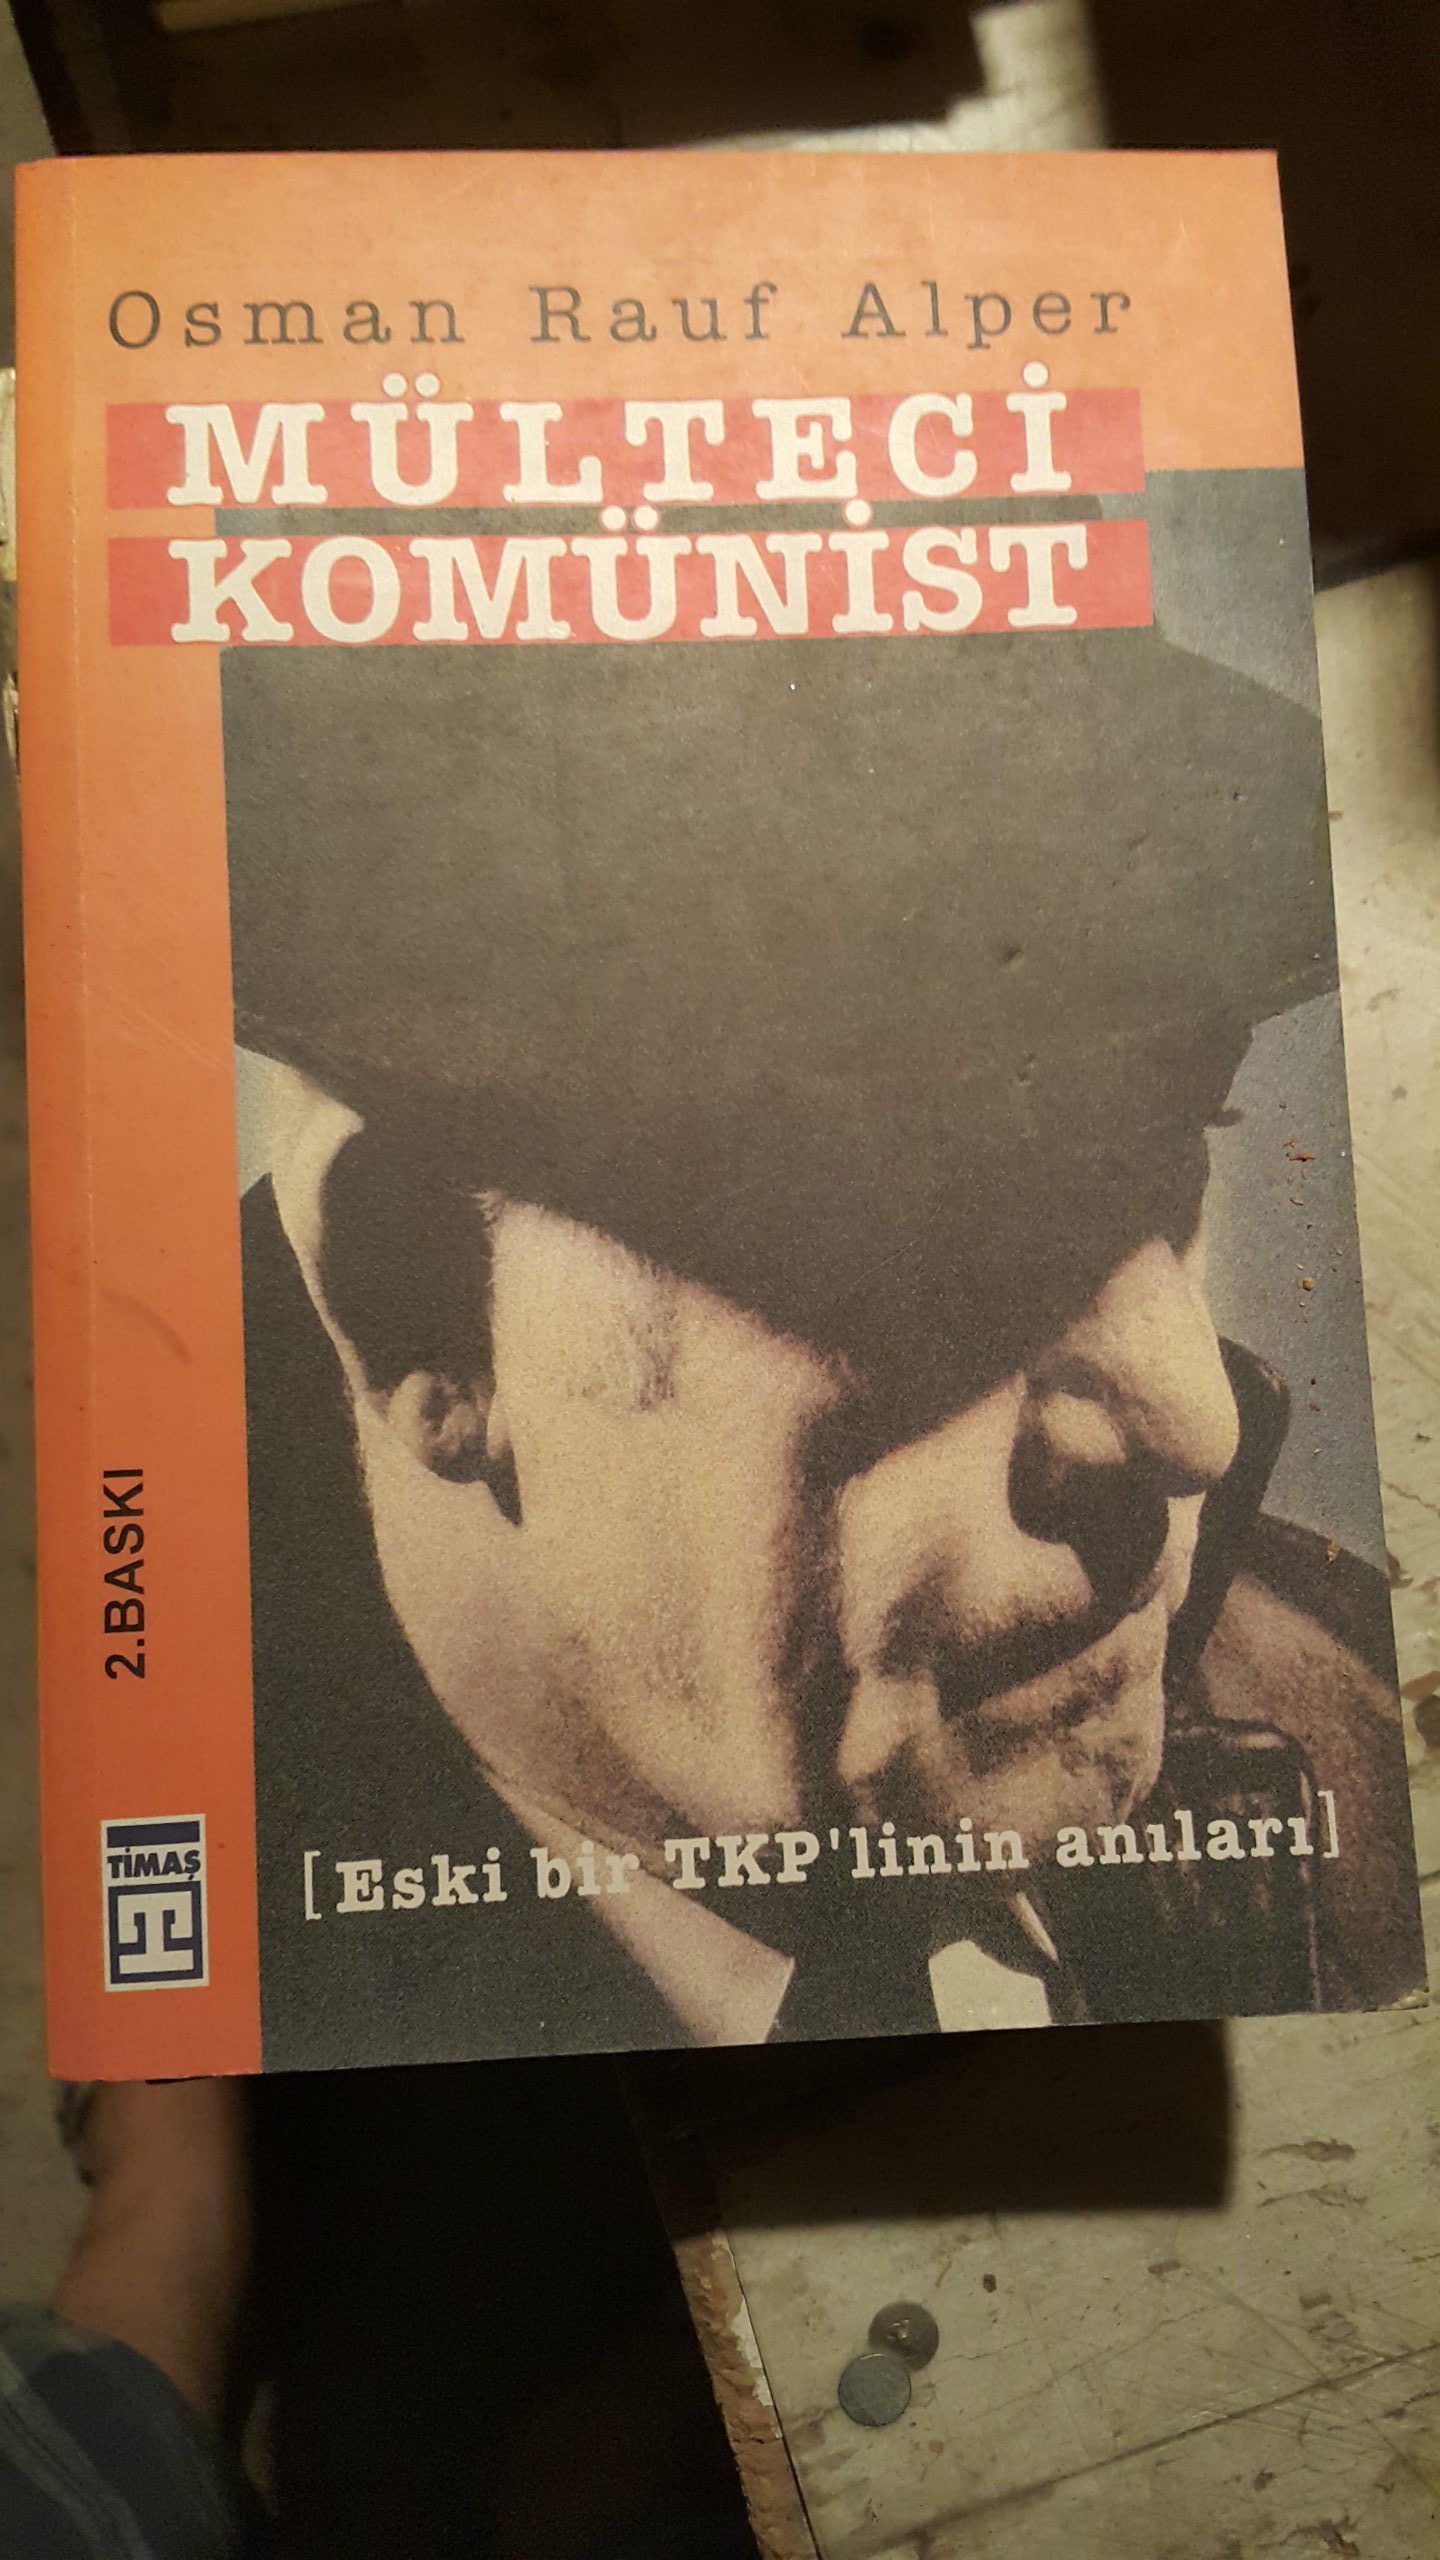 Osman Rauf Alper
MÜLTECİ
KOMÜNİST
2.BASKI
[Eski bir TKP'linin anıları]
TİMAŞ